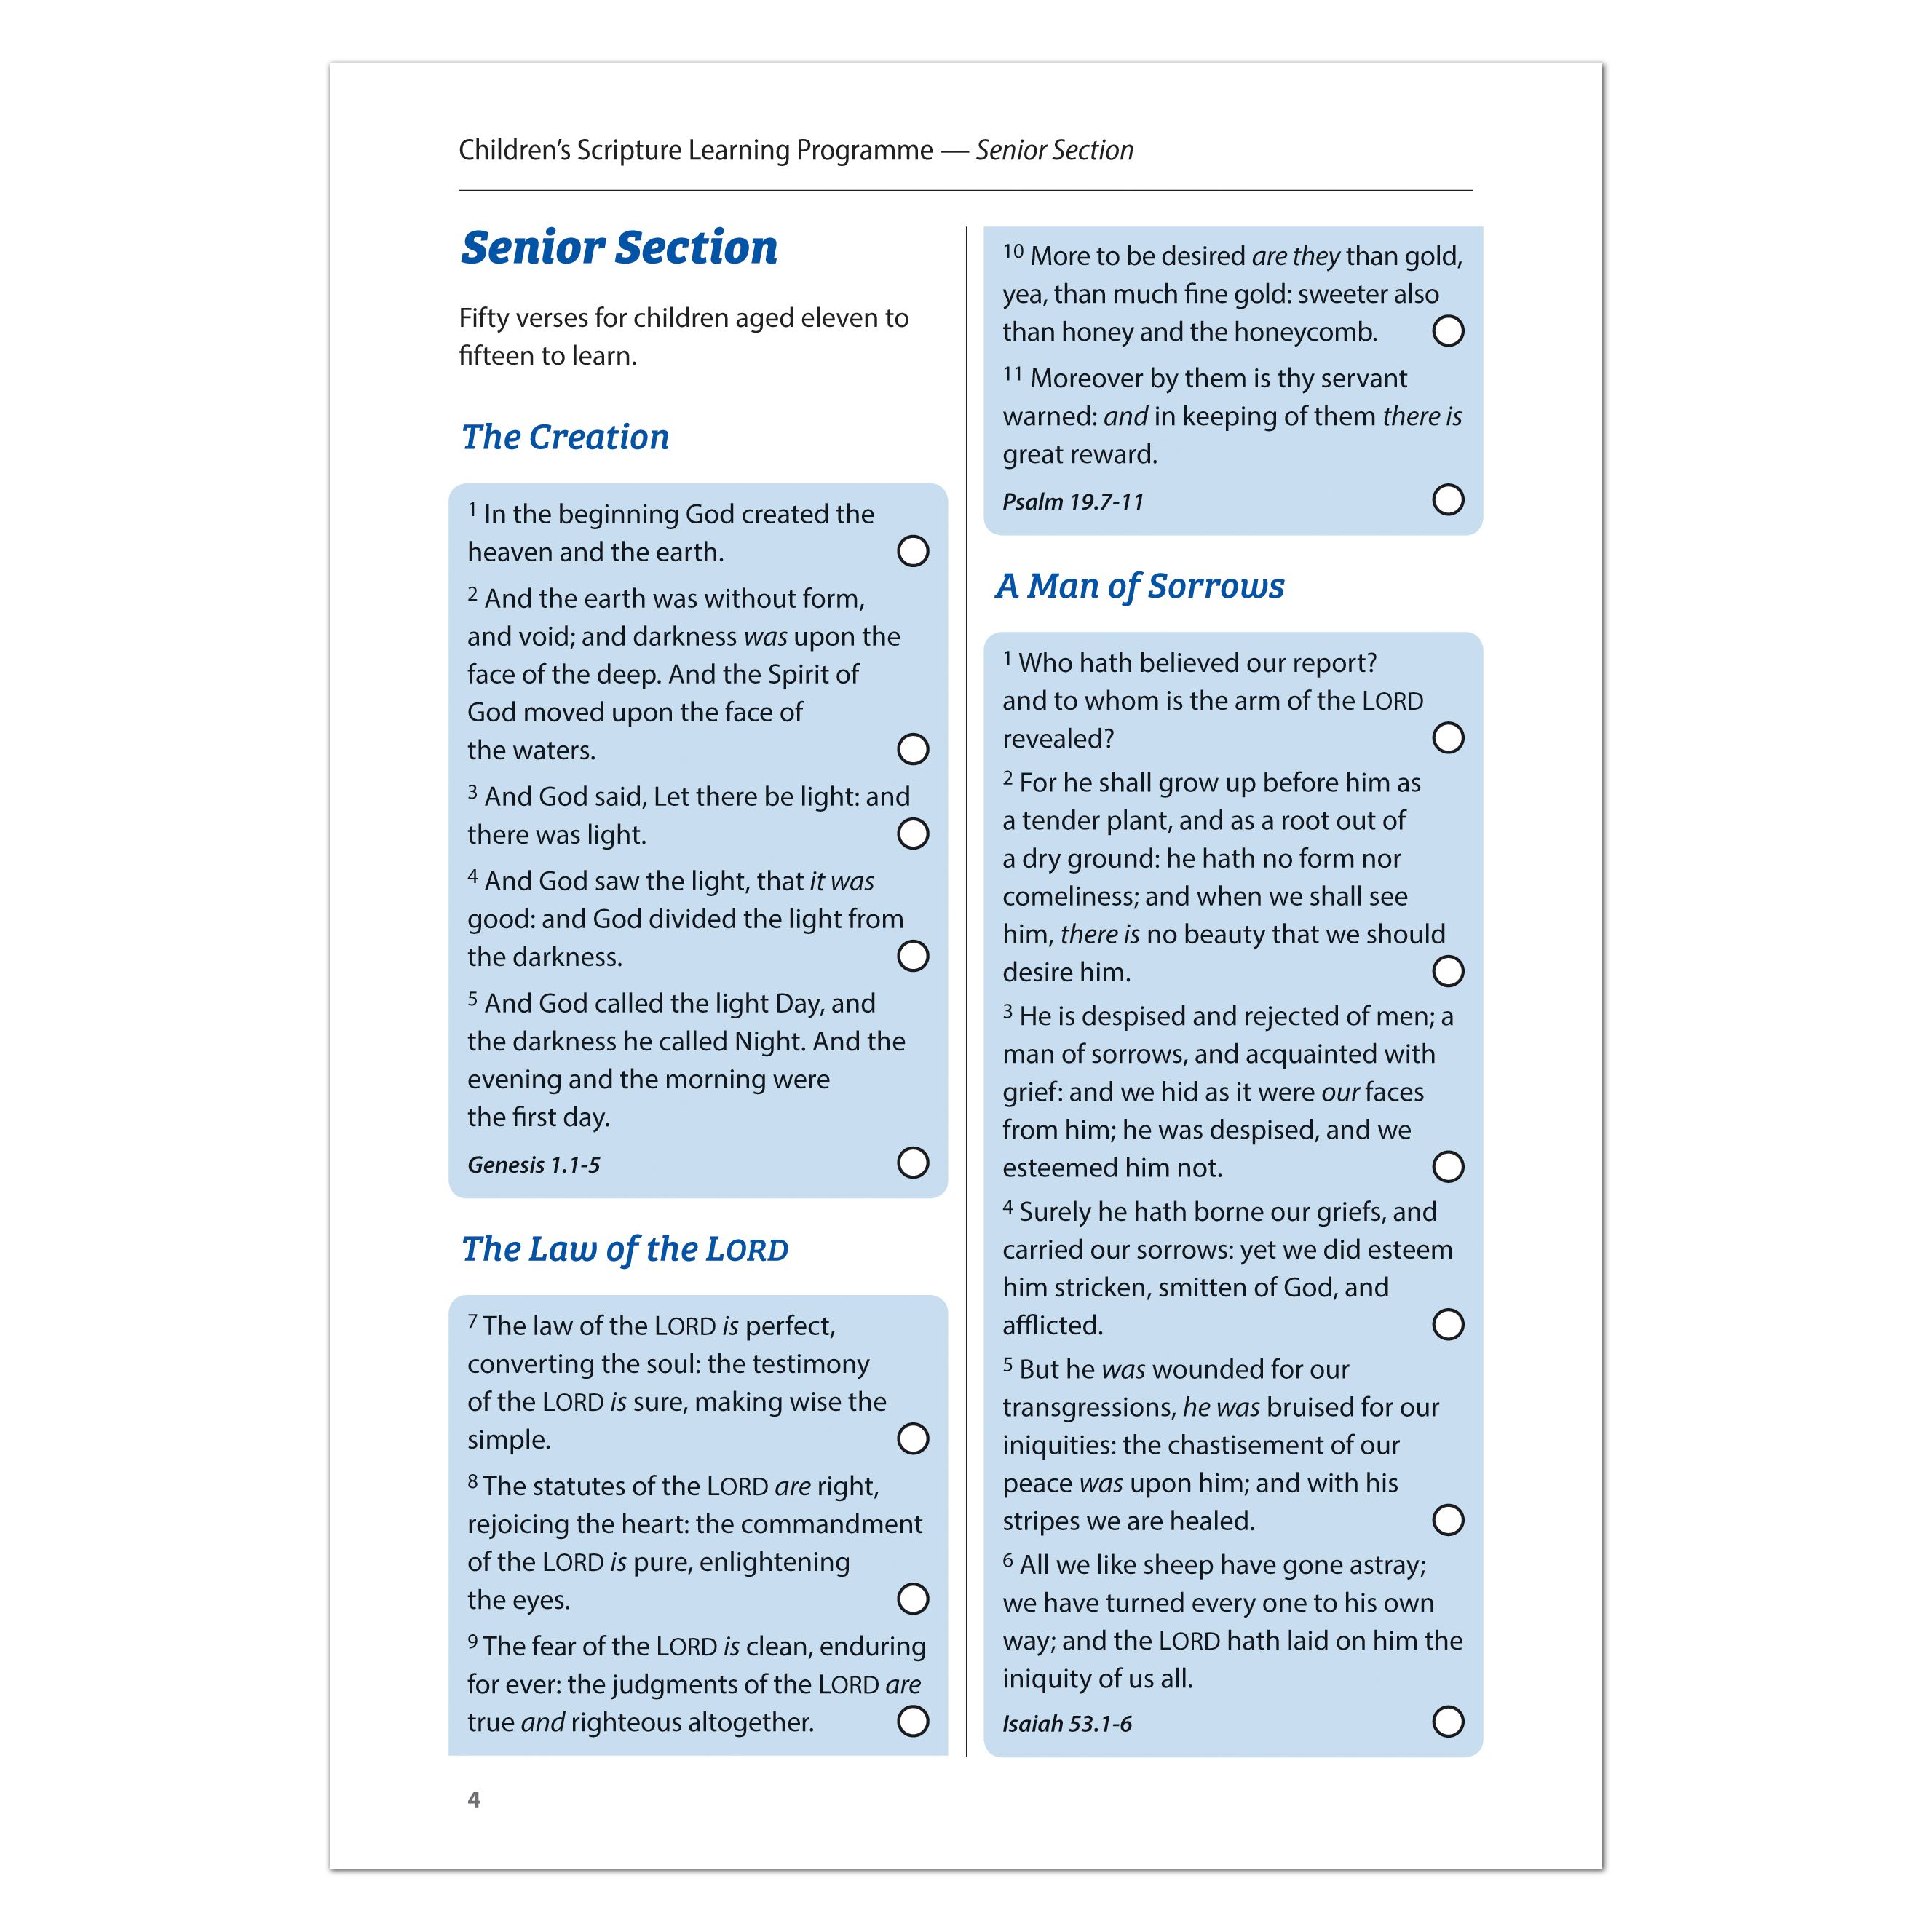 Children’s Scripture Learning Programme — Senior Section
Senior Section
Fifty verses for children aged eleven to
fifteen to learn.
The Creation
1 In the beginning God created the
heaven and the earth.
2 And the earth was without form,
and void; and darkness was upon the
face of the deep. And the Spirit of
God moved upon the face of
the waters.
3 And God said, Let there be light: and
there was light.
4 And God saw the light, that it was
good: and God divided the light from
the darkness.
5 And God called the light Day, and
the darkness he called Night. And the
evening and the morning were
the first day.
Genesis 1.1-5
The Law of the LORD
7 The law of the LORD is perfect,
converting the soul: the testimony
of the LORD is sure, making wise the
simple.
8 The statutes of the LORD are right,
rejoicing the heart: the commandment
of the LORD is pure, enlightening
the eyes.
9 The fear of the LORD is clean, enduring
for ever: the judgments of the LORD are
true and righteous altogether.
10 More to be desired are they than gold,
yea, than much fine gold: sweeter also
than honey and the honeycomb.
11 Moreover by them is thy servant
warned: and in keeping of them there is
great reward.
Psalm 19.7-11
A Man of Sorrows
1 Who hath believed our report?
and to whom is the arm of the LORD
revealed?
2 For he shall grow up before him as
a tender plant, and as a root out of
a dry ground: he hath no form nor
comeliness; and when we shall see
him, there is no beauty that we should
desire him.
3 He is despised and rejected of men; a
man of sorrows, and acquainted with
grief: and we hid as it were our faces
from him; he was despised, and we
esteemed him not.
4 Surely he hath borne our griefs, and
carried our sorrows: yet we did esteem
him stricken, smitten of God, and
afflicted.
5 But he was wounded for our
transgressions, he was bruised for our
iniquities: the chastisement of our
peace was upon him; and with his
stripes we are healed.
6 All we like sheep have gone astray;
we have turned every one to his own
way; and the LORD hath laid on him the
iniquity of us all.
Isaiah 53.1-6
4